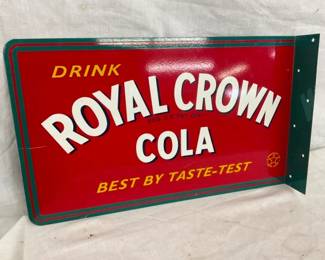 DRINK
ROYAL CROWN
COLA
BEST BY TASTE-TEST